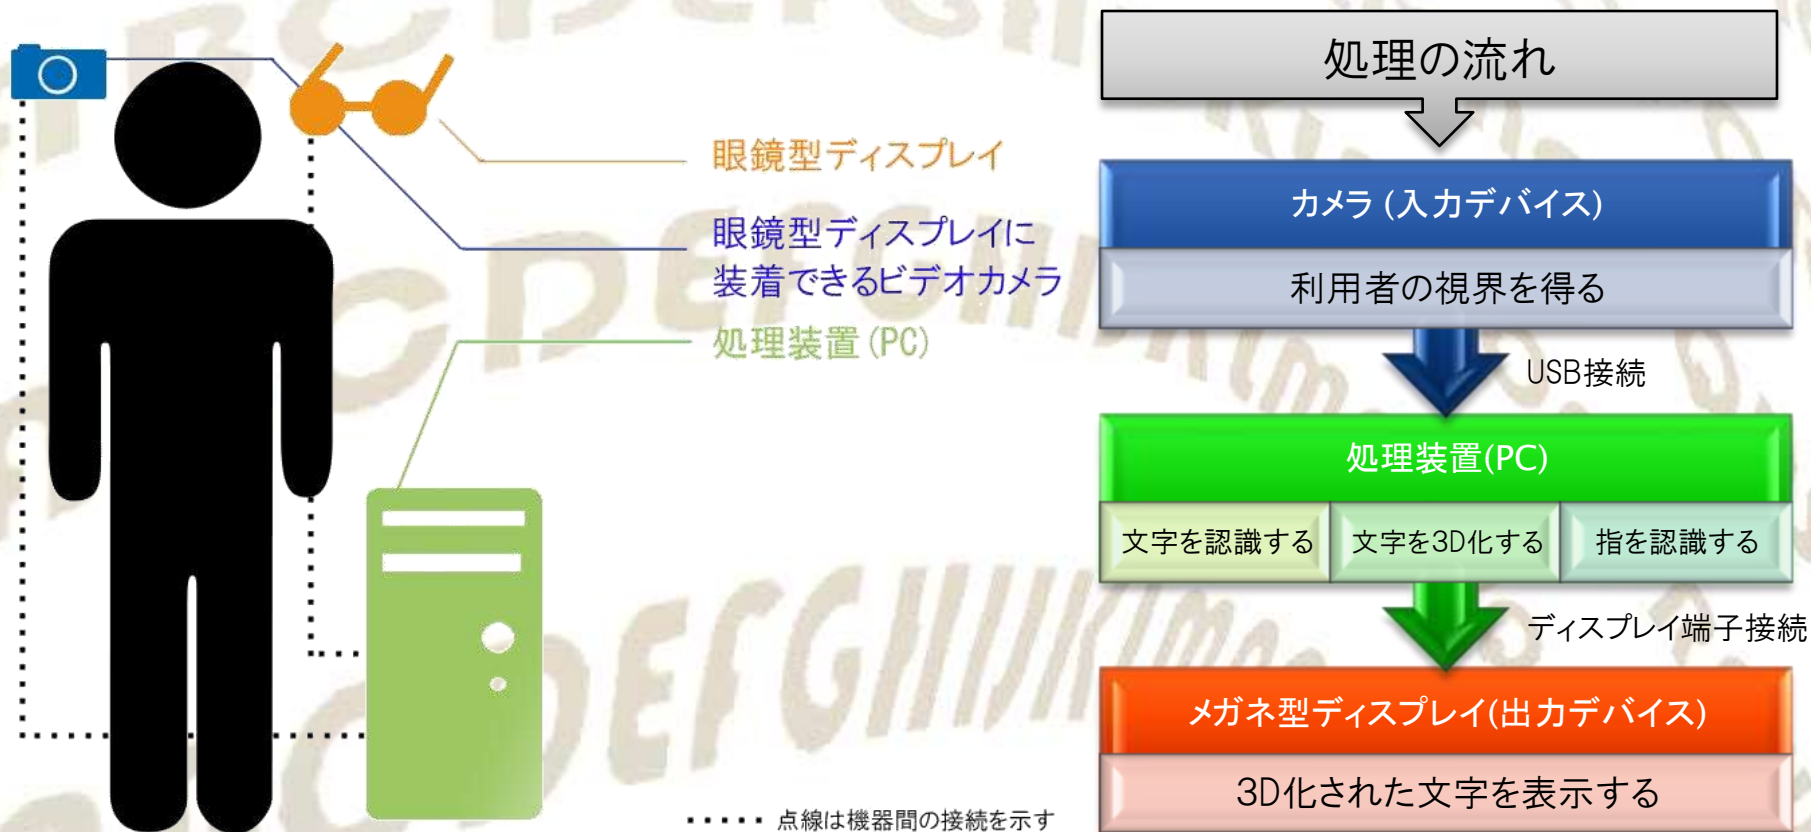 眼鏡型ディスプレイ
眼鏡型ディスプレイに
装着できるビデオカメラ
処理装置(PC)
・・・・・ 点線は機器間の接続を示す
処理の流れ
カメラ(入力デバイス)
利用者の視界を得る
USB接続
処理装置(PC)
文字を認識する
文字を3D化する
指を認識する
ディスプレイ端子接続
メガネ型ディスプレイ(出力デバイス)
3D化された文字を表示する